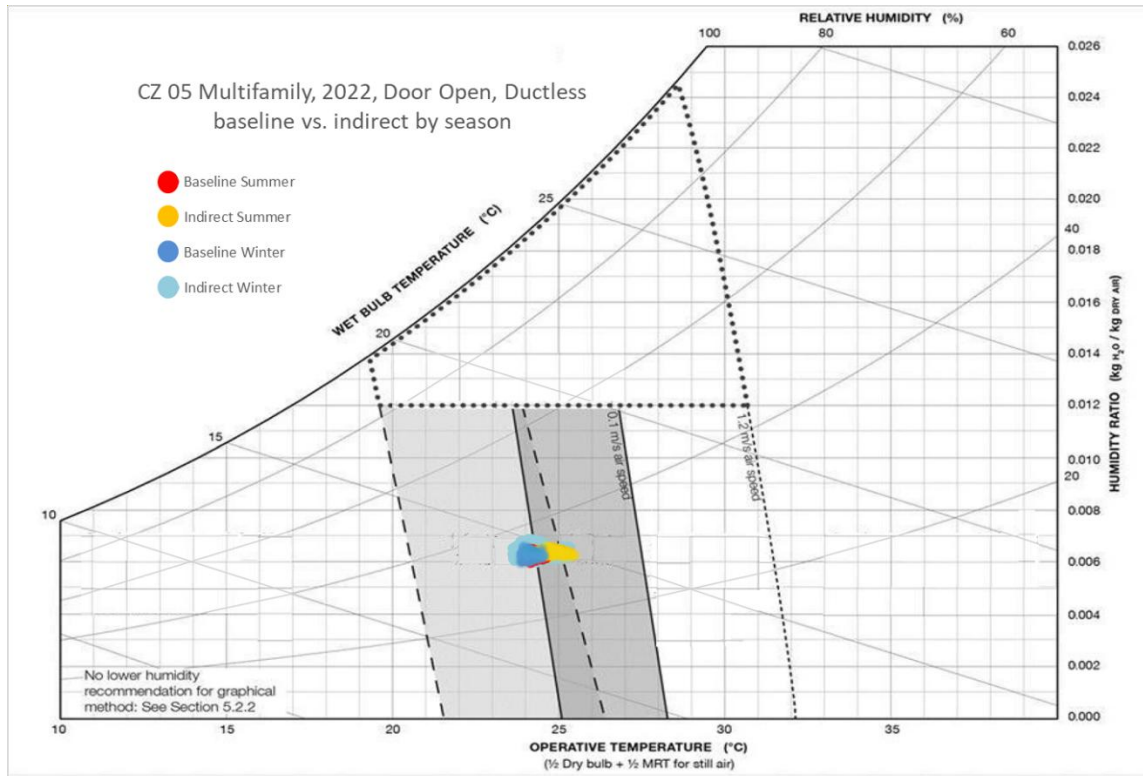 RELATIVE HUMIDITY (%)
100 80 60
CZ 05 Multifamily, 2022, Door Open, Ductless
baseline vs. indirect by season
Baseline Summer
Indirect Summer
Baseline Winter
Indirect Winter
WET BULB TEMPERATURE (°C)
10
15
20
25
0.026
0.024
0.022
0.020
40
0.018
0.016
0.014
0.012
0.010
20
0.008
0.006
0.004
0.002
0.000
HUMIDITY RATIO (kg H2O / kg DRY AIR)
0.1 m/s air speed
1.2 m/s air speed
No lower humidity
recommendation for graphical
method: See Section 5.2.2
10 15 20 25 30 35
OPERATIVE TEMPERATURE (°C)
(½ Dry bulb + ½ MRT for still air)